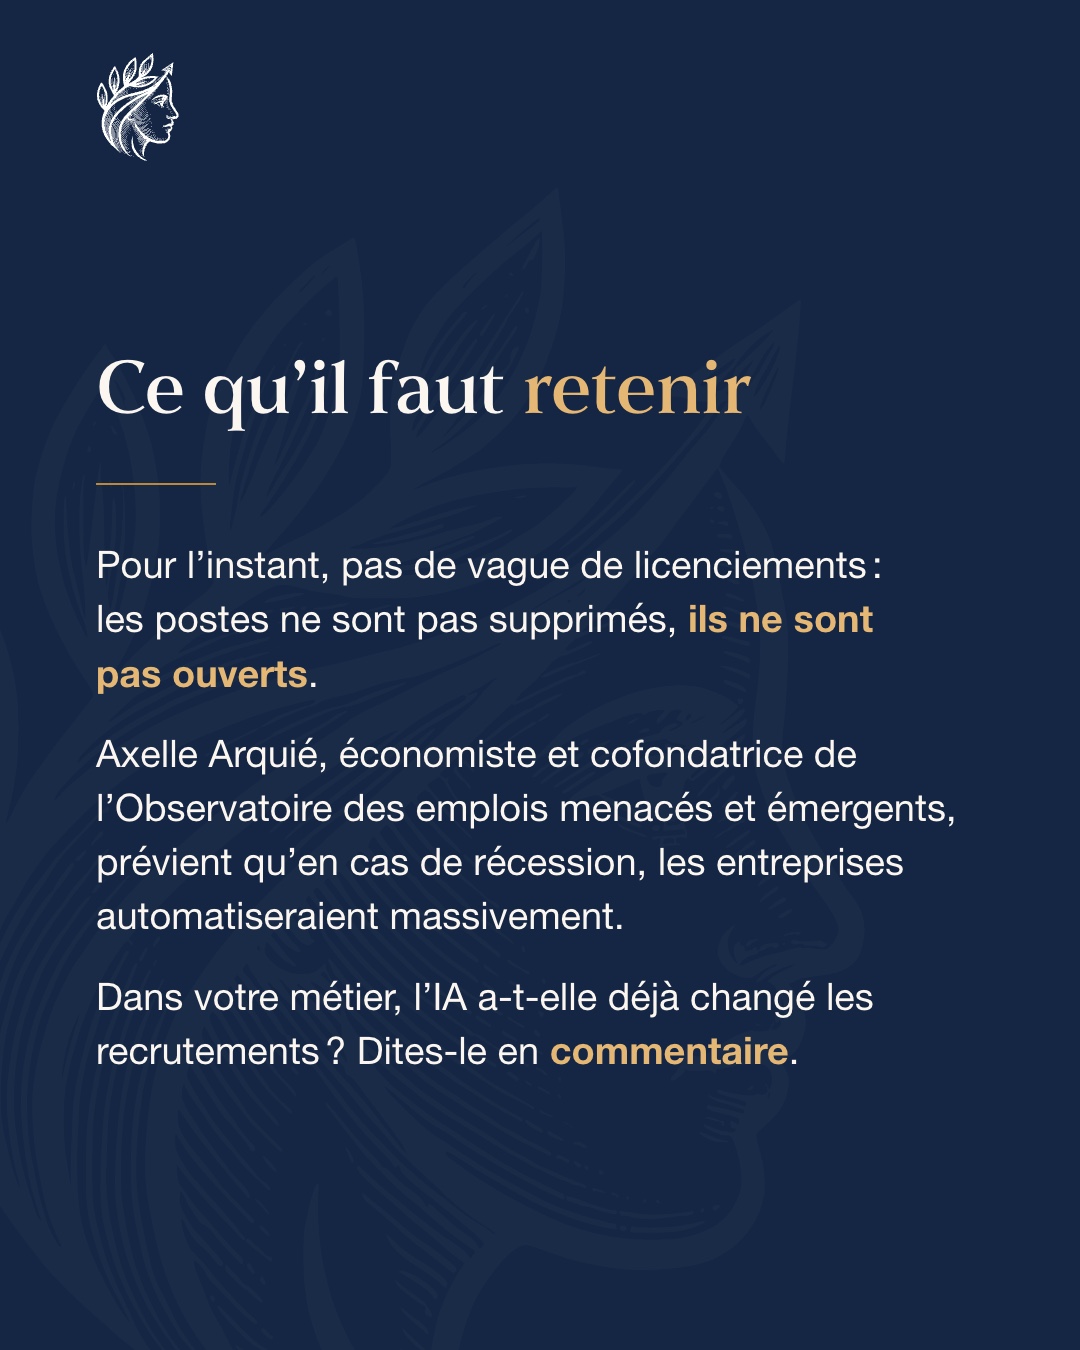 Ce qu’il faut retenir
Pour l’instant, pas de vague de licenciements :
les postes ne sont pas supprimés, ils ne sont
pas ouverts.
Axelle Arquié, économiste et cofondatrice de
l’Observatoire des emplois menacés et émergents,
prévient qu’en cas de récession, les entreprises
automatiseraient massivement.
Dans votre métier, l’IA a-t-elle déjà changé les
recrutements ? Dites-le en commentaire.